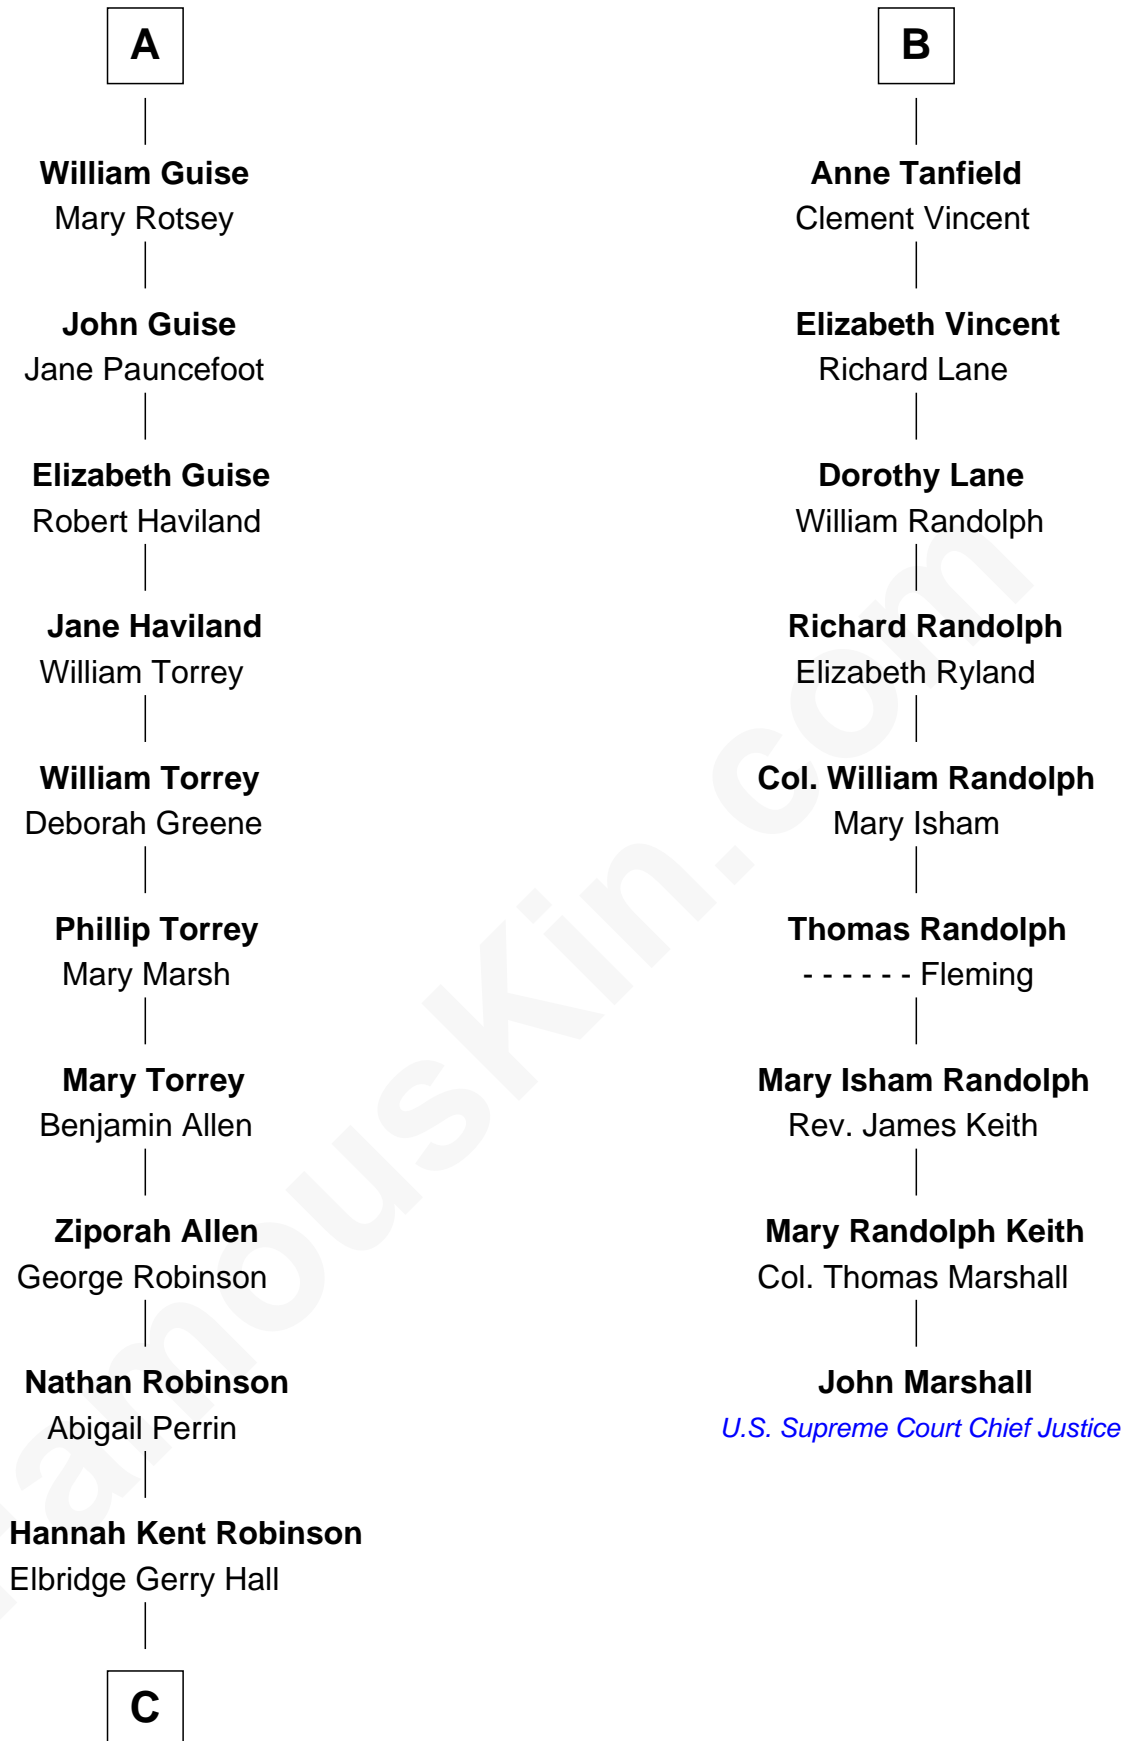 A
William Guise
Mary Rotsey
John Guise
Jane Pauncefoot
Elizabeth Guise
Robert Haviland
Jane Haviland
William Torrey
William Torrey
Deborah Greene
Phillip Torrey
Mary Marsh
Mary Torrey
Benjamin Allen
Ziporah Allen
George Robinson
Nathan Robinson
Abigail Perrin
Hannah Kent Robinson
Elbridge Gerry Hall
C
B
Anne Tanfield
Clement Vincent
Elizabeth Vincent
Richard Lane
Dorothy Lane
William Randolph
Richard Randolph
Elizabeth Ryland
Col. William Randolph
Mary Isham
Thomas Randolph
- - - - - - Fleming
Mary Isham Randolph
Rev. James Keith
Mary Randolph Keith
Col. Thomas Marshall
John Marshall
U.S. Supreme Court Chief Justice
FamousKin.com